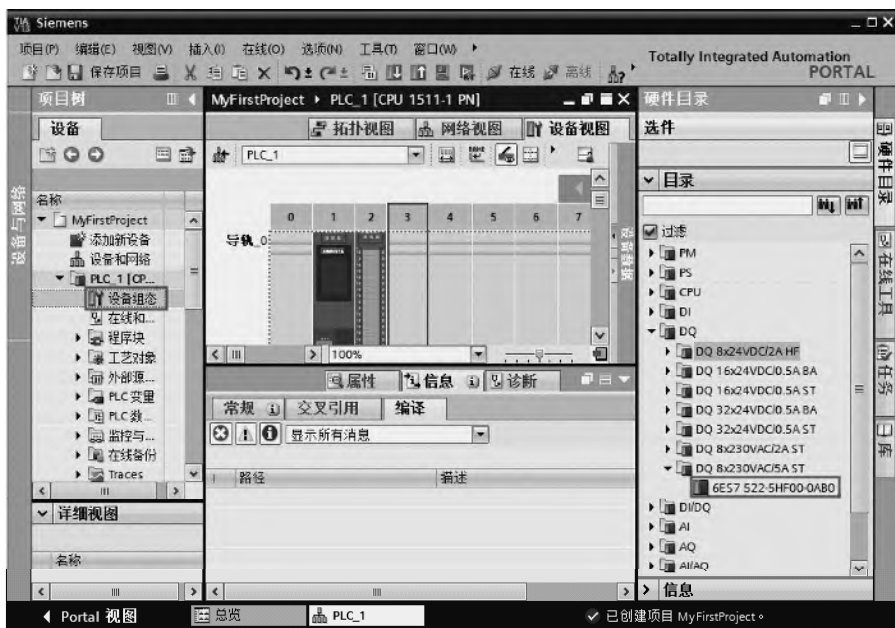 Siemens
项目(P) 编辑(E) 视图(V) 插入(I) 在线(O) 选项(N) 工具(T) 窗口(W)
Totally Integrated Automation
PORTAL
保存项目 在线 离线
项目树
设备
名称
MyFirstProject
添加新设备
设备和网络
PLC_1 [CP...
设备组态
在线和...
程序块
工艺对象
外部源...
PLC 变量
PLC 数...
监控与...
在线备份
Traces
详细视图
名称
设备与网络
MyFirstProject PLC_1 [CPU 1511-1 PN]
拓扑视图 网络视图 设备视图
PLC_1
0 1 2 3 4 5 6 7
导轨_0
设备数据
100%
属性 信息 诊断
常规 交叉引用 编译
显示所有消息
! 路径 描述
硬件目录
选件
目录
过滤
PM
PS
CPU
DI
DQ
DQ 8x24VDC/2A HF
DQ 16x24VDC/0.5A BA
DQ 16x24VDC/0.5A ST
DQ 32x24VDC/0.5A BA
DQ 32x24VDC/0.5A ST
DQ 8x230VAC/2A ST
DQ 8x230VAC/5A ST
6ES7 522-5HF00-0AB0
DI/DQ
AI
AQ
AI/AQ
信息
硬件目录
在线工具
任务
库
Portal 视图 总览 PLC_1 已创建项目 MyFirstProject。